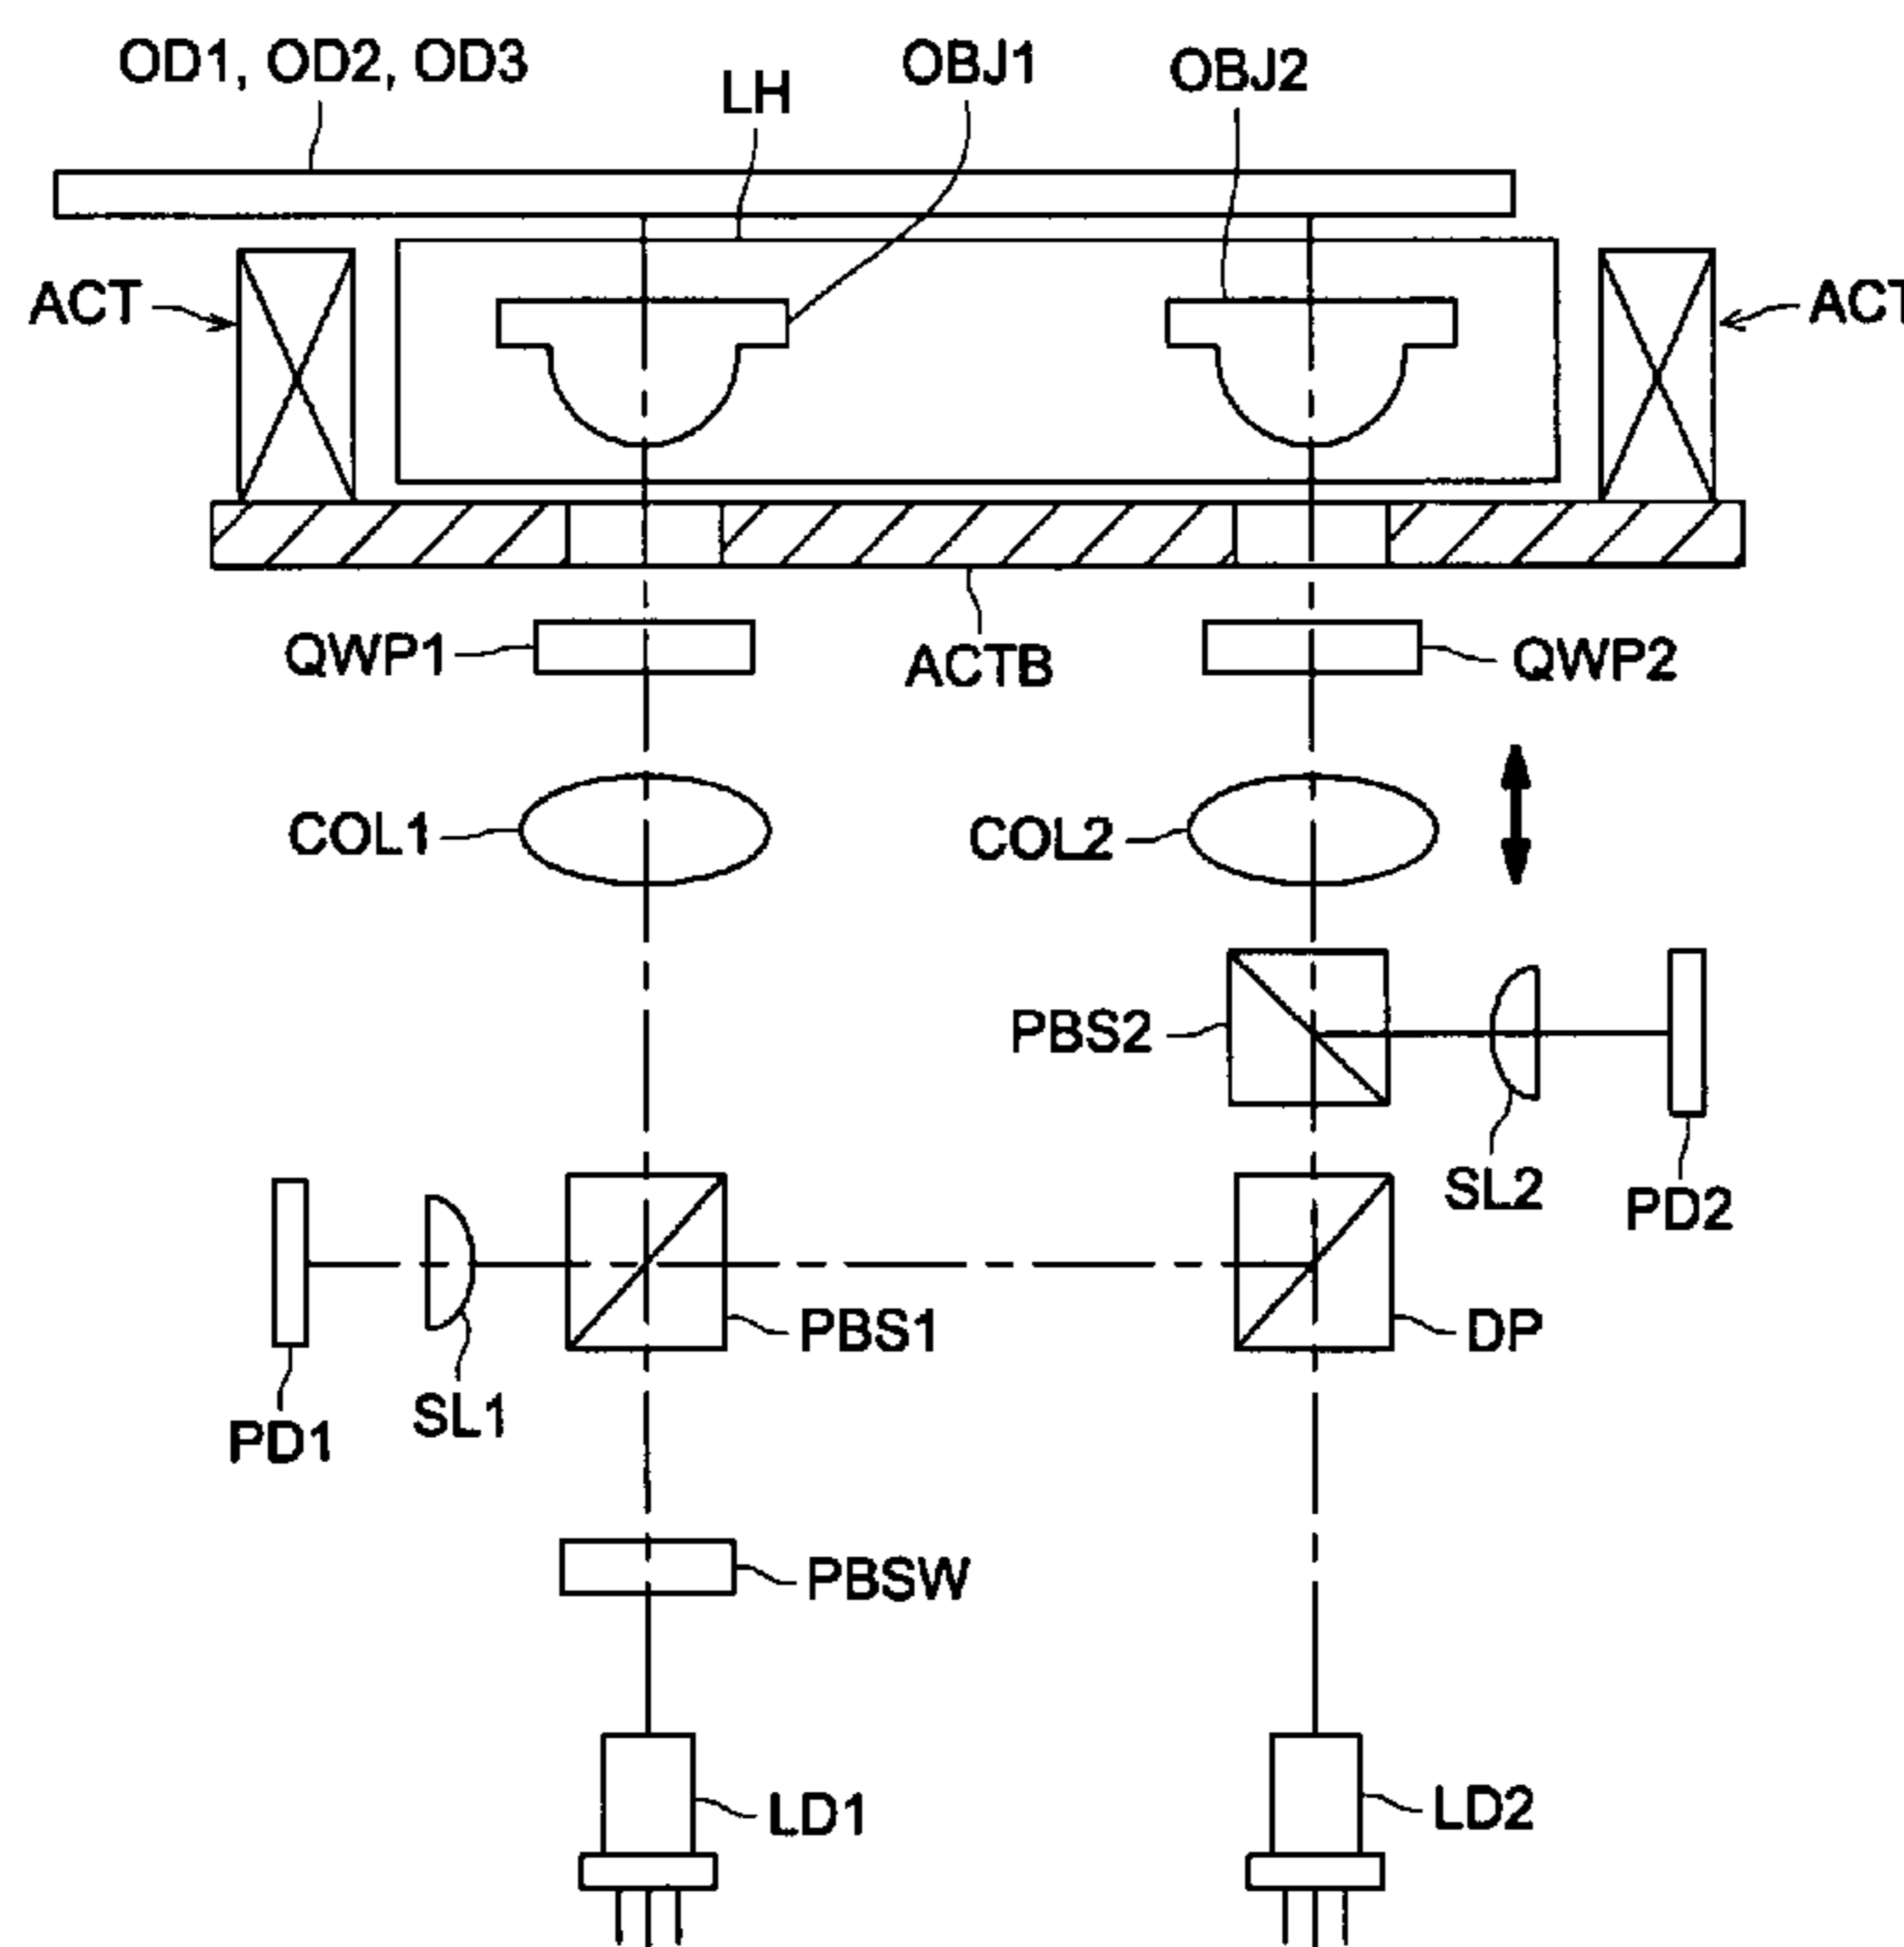 OD1, OD2, OD3
LH
OBJ1
OBJ2
ACT
ACT
QWP1
ACTB
QWP2
COL1
COL2
PBS2
SL2
PD2
PBS1
DP
SL1
PD1
PBSW
LD1
LD2